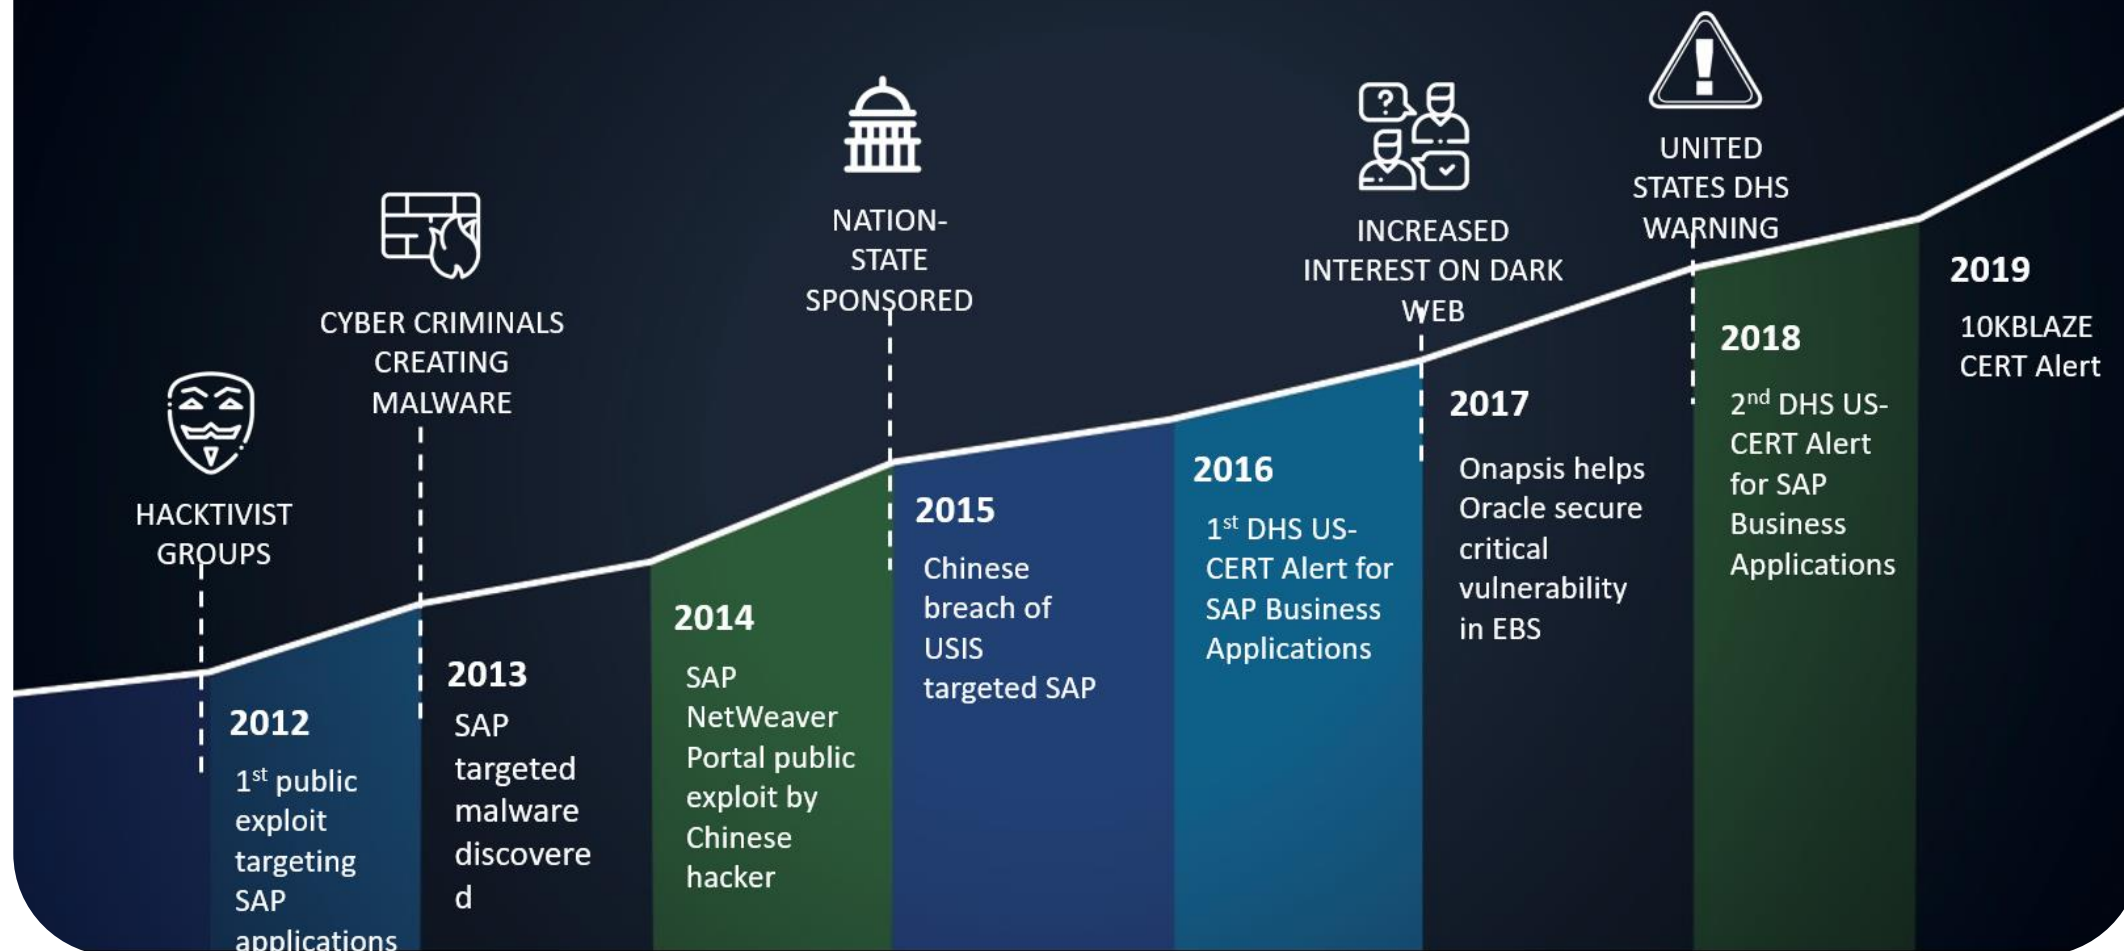 HACKTIVIST
GROUPS
CYBER CRIMINALS
CREATING
MALWARE
NATION-
STATE
SPONSORED
INCREASED
INTEREST ON DARK
WEB
UNITED
STATES DHS
WARNING
2012
1st public
exploit
targeting
SAP
applications
2013
SAP
targeted
malware
discovere
d
2014
SAP
NetWeaver
Portal public
exploit by
Chinese
hacker
2015
Chinese
breach of
USIS
targeted SAP
2016
1st DHS US-
CERT Alert for
SAP Business
Applications
2017
Onapsis helps
Oracle secure
critical
vulnerability
in EBS
2018
2nd DHS US-
CERT Alert
for SAP
Business
Applications
2019
10KBLAZE
CERT Alert